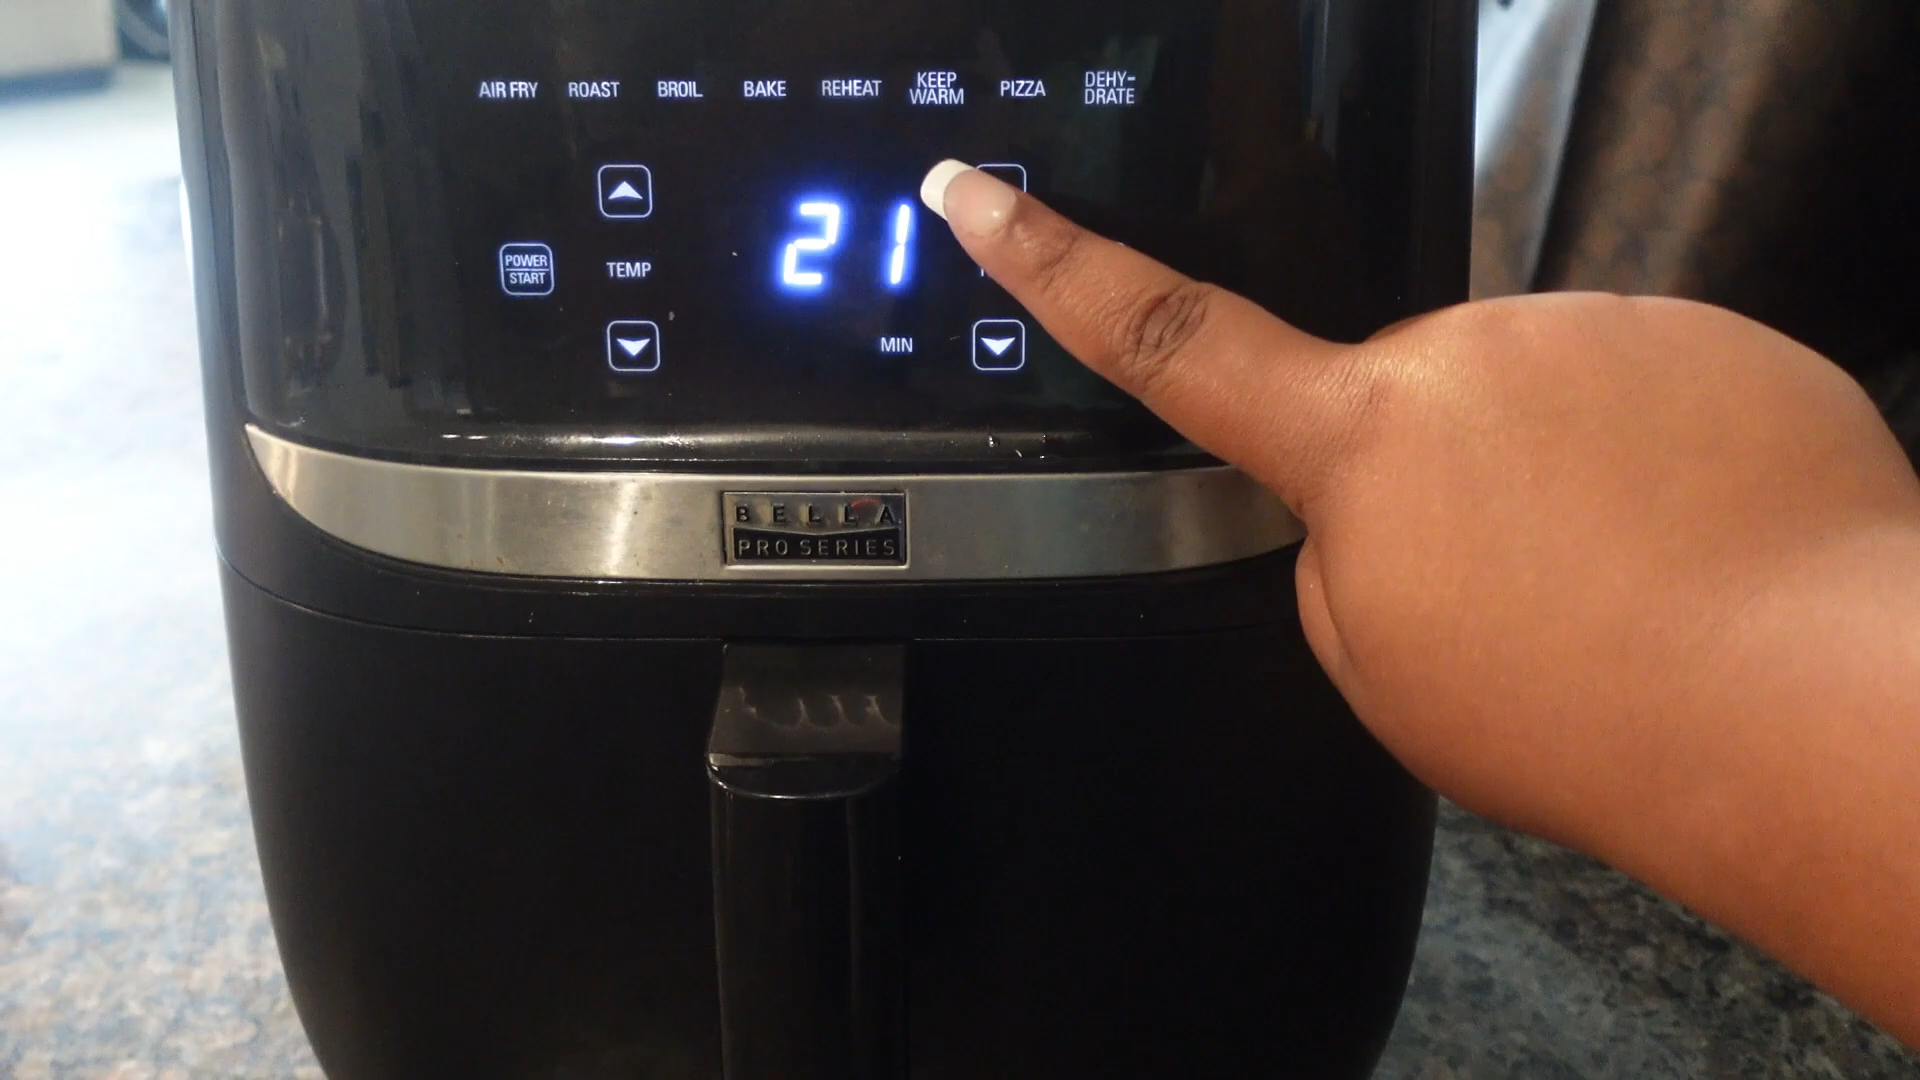 AIR FRY ROAST BROIL BAKE REHEAT KEEP WARM PIZZA DEHY-DRATE
POWER
START
TEMP
21
MIN
BELLA
PRO SERIES